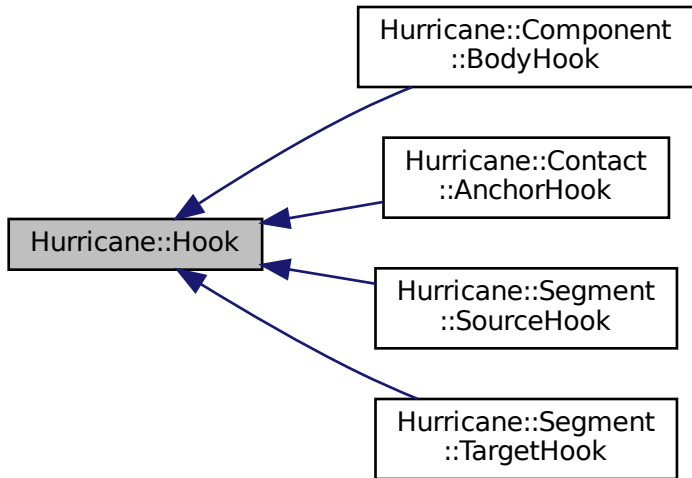 Hurricane::Component
::BodyHook
Hurricane::Contact
::AnchorHook
Hurricane::Hook
Hurricane::Segment
::SourceHook
Hurricane::Segment
::TargetHook